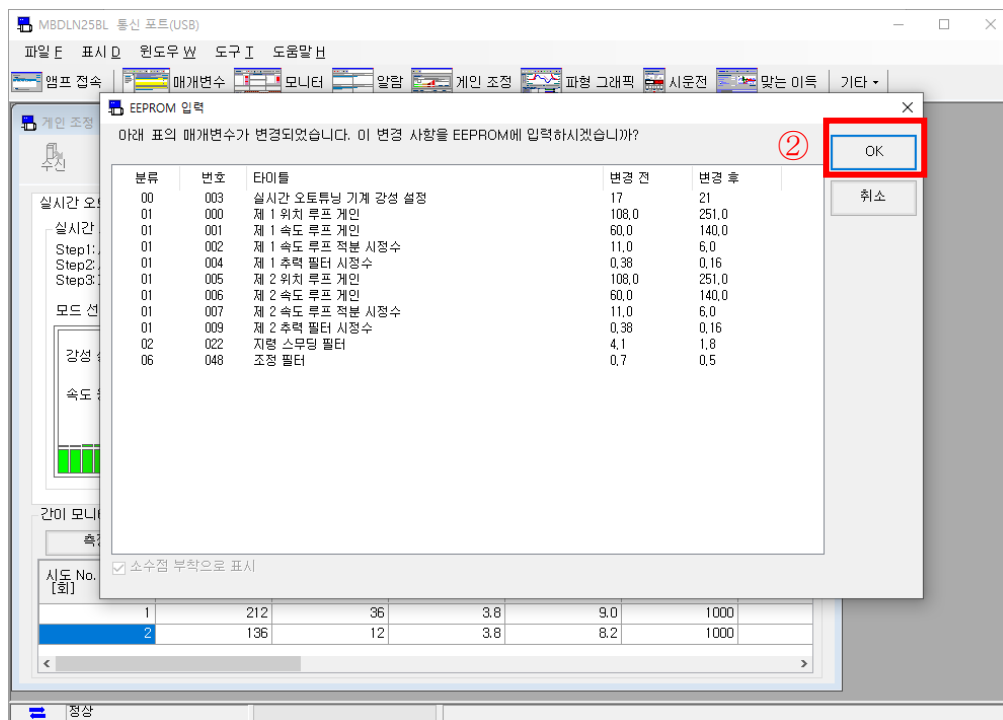 MBDLN25BL 통신 포트(USB)
파일 F 표시 D 윈도우 W 도구 T 도움말 H
앰프 접속 매개변수 모니터 알람 게인 조정 파형 그래픽 시운전 맞는 이득 기타
게인 조정
EEPROM 입력
아래 표의 매개변수가 변경되었습니다. 이 변경 사항을 EEPROM에 입력하시겠습니까?
② OK
수신
취소
분류 번호 타이틀 변경 전 변경 후
00 003 실시간 오토튜닝 기계 강성 설정 17 21
01 000 제 1 위치 루프 게인 108,0 251,0
01 001 제 1 속도 루프 게인 60,0 140,0
01 002 제 1 속도 루프 적분 시정수 11,0 6,0
01 004 제 1 추력 필터 시정수 0,38 0,16
01 005 제 2 위치 루프 게인 108,0 251,0
01 006 제 2 속도 루프 게인 60,0 140,0
01 007 제 2 속도 루프 적분 시정수 11,0 6,0
01 009 제 2 추력 필터 시정수 0,38 0,16
02 022 지령 스무딩 필터 4,1 1,8
06 048 조정 필터 0,7 0,5
실시간 오
실시간
Step1:
Step2:
Step3:
모드 선
강성
속도
간이 모니
측
소수점 부착으로 표시
시도 No.
[회]
1 212 36 3.8 9.0 1000
2 136 12 3.8 8.2 1000
정상